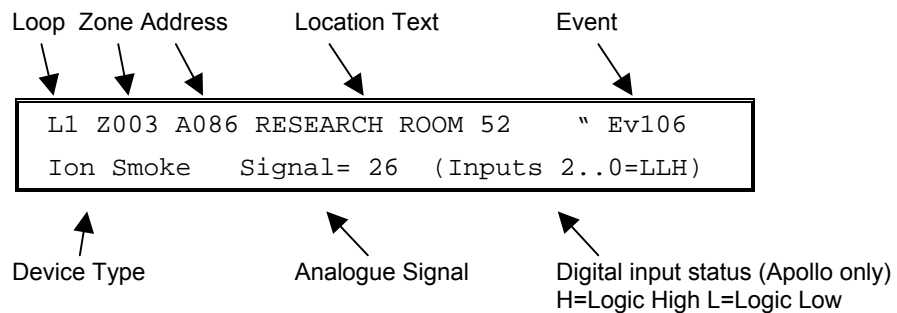 Loop Zone Address Location Text Event
L1 Z003 A086 RESEARCH ROOM 52 “ Ev106
Ion Smoke Signal= 26 (Inputs 2..0=LLH)
Device Type Analogue Signal Digital input status (Apollo only)
H=Logic High L=Logic Low